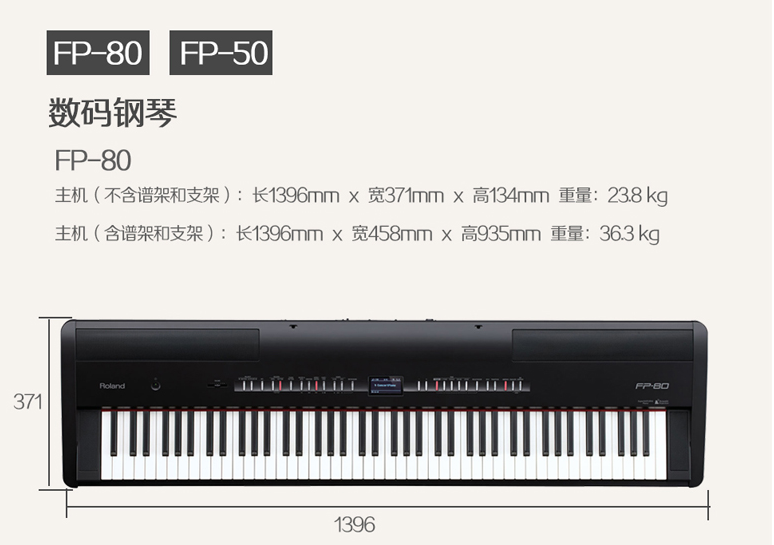 FP-80 FP-50
数码钢琴
FP-80
主机（不含谱架和支架）：长1396mm x 宽371mm x 高134mm 重量：23.8 kg
主机（含谱架和支架）：长1396mm x 宽458mm x 高935mm 重量：36.3 kg
Roland
FP-80
371
1396